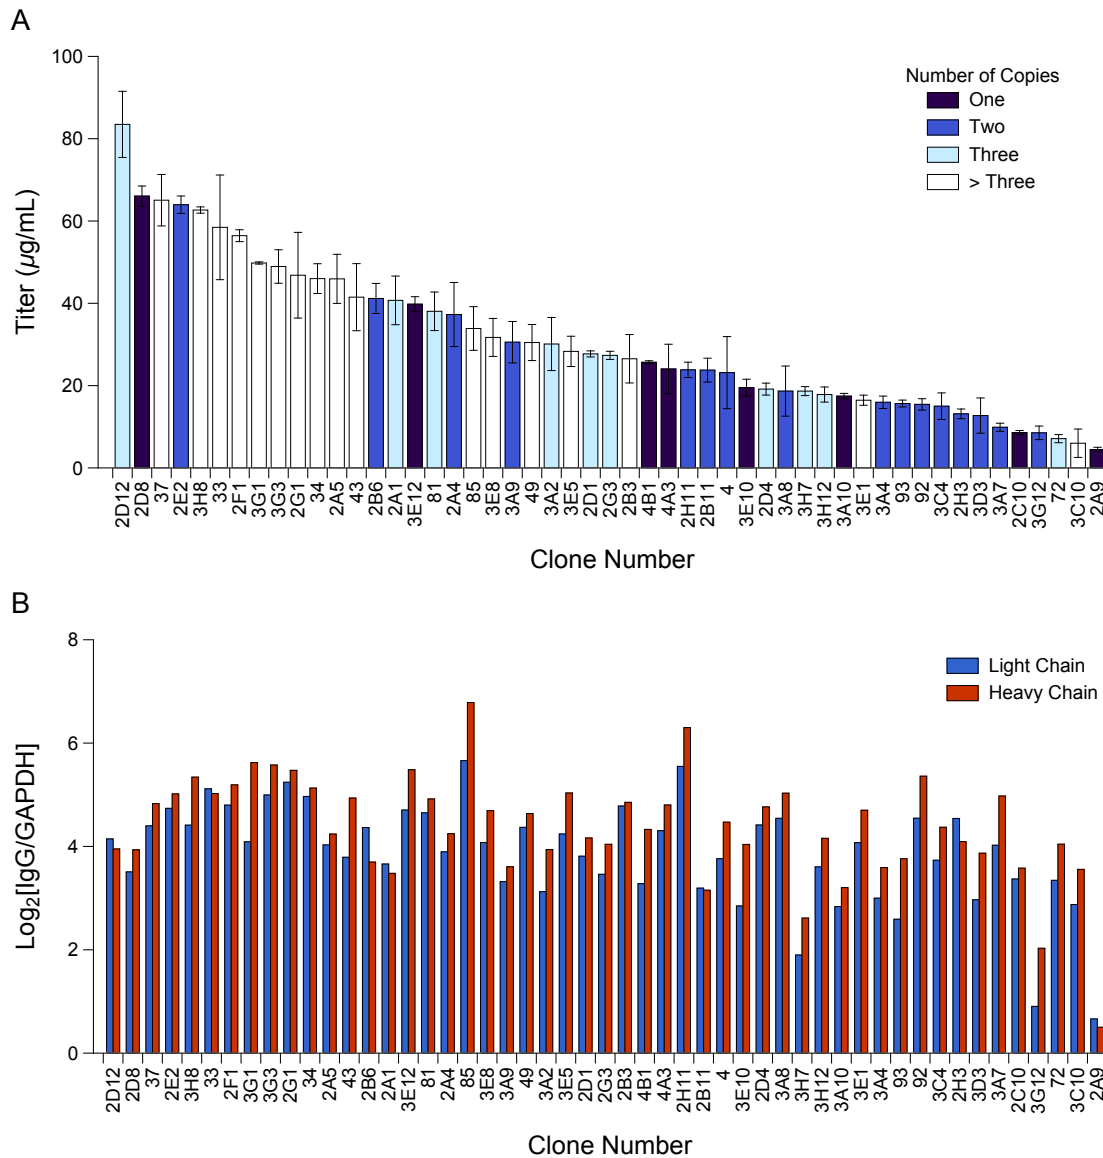 A
100
80
60
40
20
0
Titer (µg/mL)
Number of Copies
One
Two
Three
> Three
2D12 2D8 37 2E2 3H8 33 2F1 3G1 3G3 2G1 34 2A5 43 2B6 2A1 3E12 81 2A4 85 3E8 3A9 49 3A2 3E5 2D1 2G3 2B3 4B1 4A3 2H11 2B11 4 3E10 2D4 3A8 3H7 3H12 3A10 3E1 3A4 93 92 3C4 2H3 3D3 3A7 2C10 3G12 72 3C10 2A9
Clone Number
B
8
6
4
2
0
Log2[IgG/GAPDH]
Light Chain
Heavy Chain
2D12 2D8 37 2E2 3H8 33 2F1 3G1 3G3 2G1 34 2A5 43 2B6 2A1 3E12 81 2A4 85 3E8 3A9 49 3A2 3E5 2D1 2G3 2B3 4B1 4A3 2H11 2B11 4 3E10 2D4 3A8 3H7 3H12 3A10 3E1 3A4 93 92 3C4 2H3 3D3 3A7 2C10 3G12 72 3C10 2A9
Clone Number